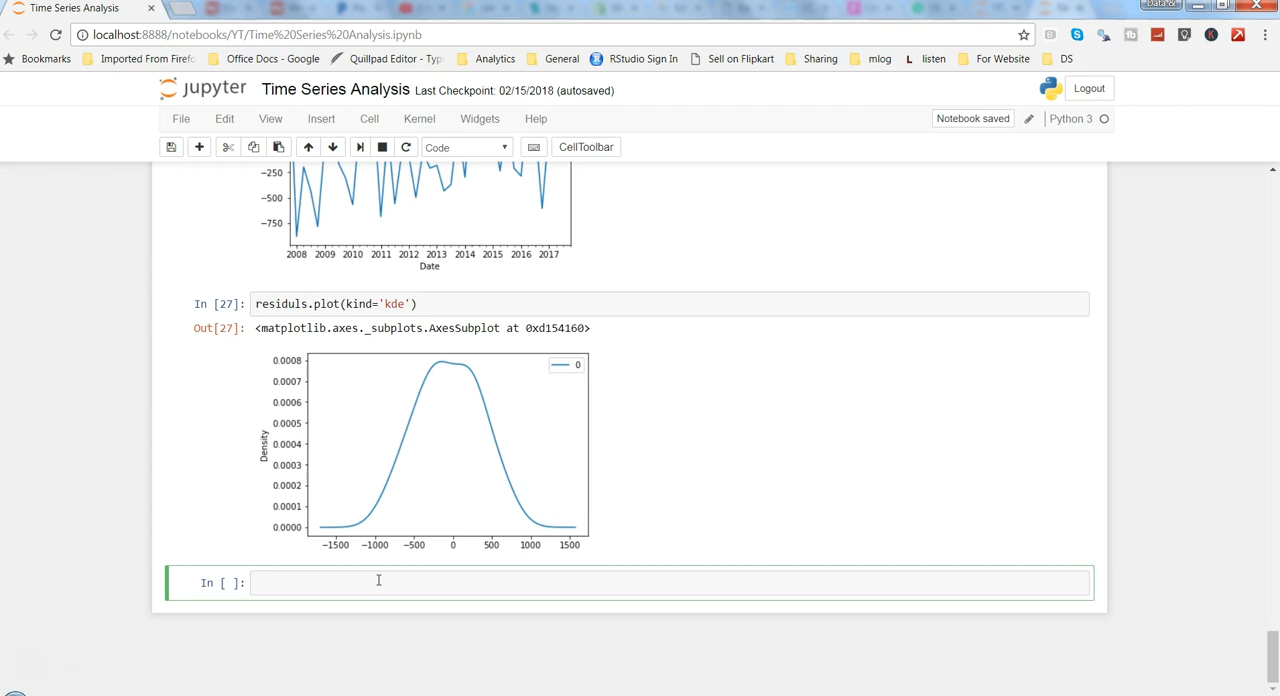 Time Series Analysis ×
localhost:8888/notebooks/YT/Time%20Series%20Analysis.ipynb
Bookmarks Imported From Firefo Office Docs - Google Quillpad Editor - Typi Analytics General RStudio Sign In Sell on Flipkart Sharing mlog L listen For Website DS
jupyter Time Series Analysis Last Checkpoint: 02/15/2018 (autosaved) Logout
File Edit View Insert Cell Kernel Widgets Help Notebook saved Python 3
Code CellToolbar
−250
−500
−750
2008 2009 2010 2011 2012 2013 2014 2015 2016 2017
Date
In [27]: residuls.plot(kind='kde')
Out[27]: <matplotlib.axes._subplots.AxesSubplot at 0xd154160>
0.0008
0
0.0007
0.0006
0.0005
0.0004
0.0003
0.0002
0.0001
0.0000
Density
−1500 −1000 −500 0 500 1000 1500
In [ ]: